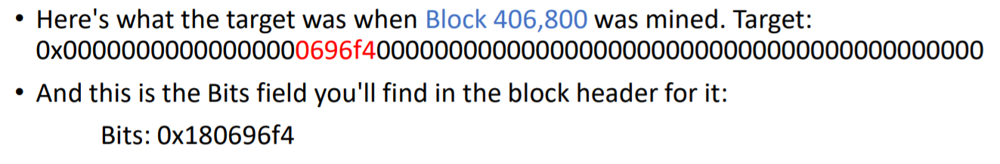 • Here's what the target was when Block 406,800 was mined. Target:
0x00000000000000000696f4000000000000000000000000000000000000000000
• And this is the Bits field you'll find in the block header for it:
Bits: 0x180696f4